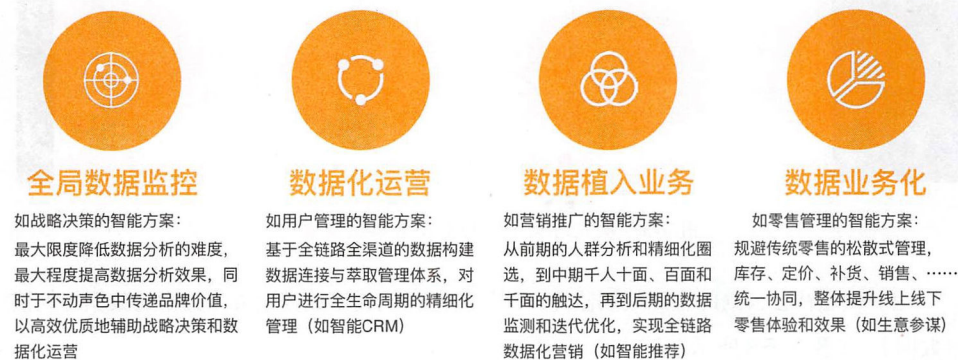 全局数据监控
如战略决策的智能方案：
最大限度降低数据分析的难度，
最大程度提高数据分析效果，同
时于不动声色中传递品牌价值，
以高效优质地辅助战略决策和数
据化运营
数据化运营
如用户管理的智能方案：
基于全链路全渠道的数据构建
数据连接与萃取管理体系，对
用户进行全生命周期的精细化
管理（如智能CRM）
数据植入业务
如营销推广的智能方案：
从前期的人群分析和精细化圈
选，到中期千人十面、百面和
千面的触达，再到后期的数据
监测和迭代优化，实现全链路
数据化营销（如智能推荐）
数据业务化
如零售管理的智能方案：
规避传统零售的松散式管理，
库存、定价、补货、销售、……
统一协同，整体提升线上线下
零售体验和效果（如生意参谋）